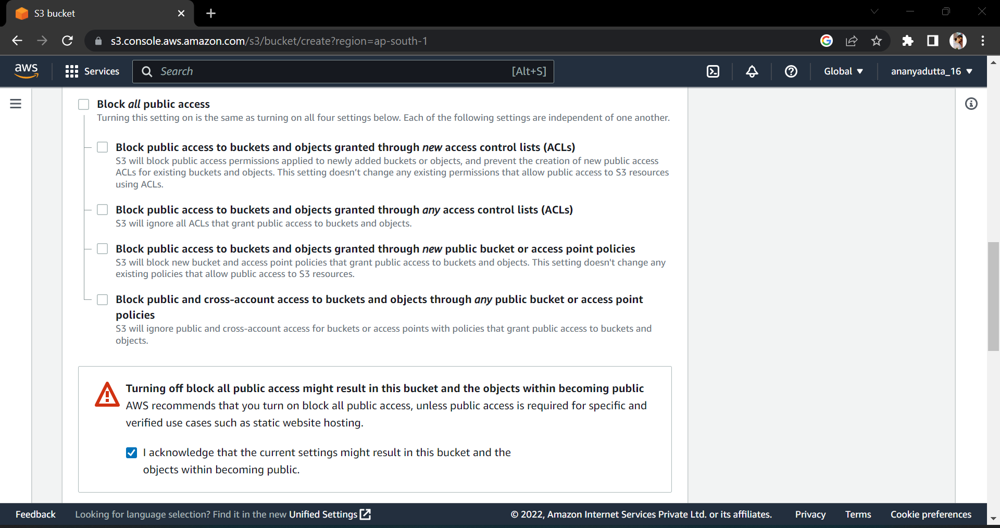 S3 bucket
s3.console.aws.amazon.com/s3/bucket/create?region=ap-south-1
aws
Services
Search
[Alt+S]
Global
ananyadutta_16
Block all public access
Turning this setting on is the same as turning on all four settings below. Each of the following settings are independent of one another.
Block public access to buckets and objects granted through new access control lists (ACLs)
S3 will block public access permissions applied to newly added buckets or objects, and prevent the creation of new public access
ACLs for existing buckets and objects. This setting doesn’t change any existing permissions that allow public access to S3 resources
using ACLs.
Block public access to buckets and objects granted through any access control lists (ACLs)
S3 will ignore all ACLs that grant public access to buckets and objects.
Block public access to buckets and objects granted through new public bucket or access point policies
S3 will block new bucket and access point policies that grant public access to buckets and objects. This setting doesn't change any
existing policies that allow public access to S3 resources.
Block public and cross-account access to buckets and objects through any public bucket or access point
policies
S3 will ignore public and cross-account access for buckets or access points with policies that grant public access to buckets and
objects.
Turning off block all public access might result in this bucket and the objects within becoming public
AWS recommends that you turn on block all public access, unless public access is required for specific and
verified use cases such as static website hosting.
I acknowledge that the current settings might result in this bucket and the
objects within becoming public.
Feedback
Looking for language selection? Find it in the new Unified Settings
© 2022, Amazon Internet Services Private Ltd. or its affiliates.
Privacy
Terms
Cookie preferences